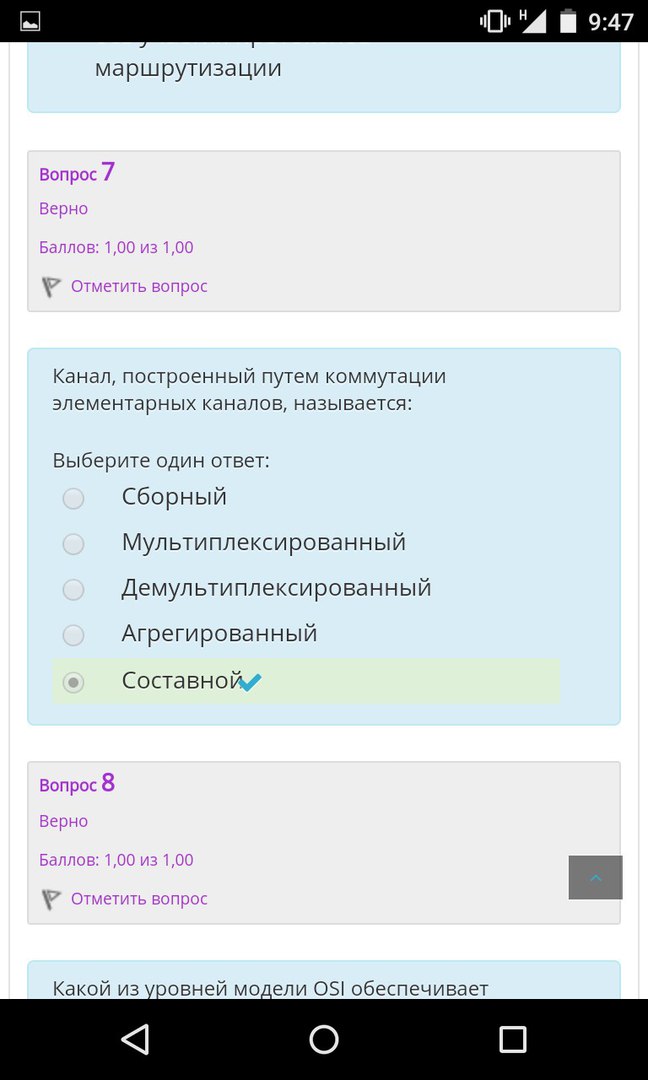 H 9:47
маршрутизации
Вопрос 7
Верно
Баллов: 1,00 из 1,00
Отметить вопрос
Канал, построенный путем коммутации
элементарных каналов, называется:
Выберите один ответ:
Сборный
Мультиплексированный
Демультиплексированный
Агрегированный
Составной
Вопрос 8
Верно
Баллов: 1,00 из 1,00
Отметить вопрос
Какой из уровней модели OSI обеспечивает